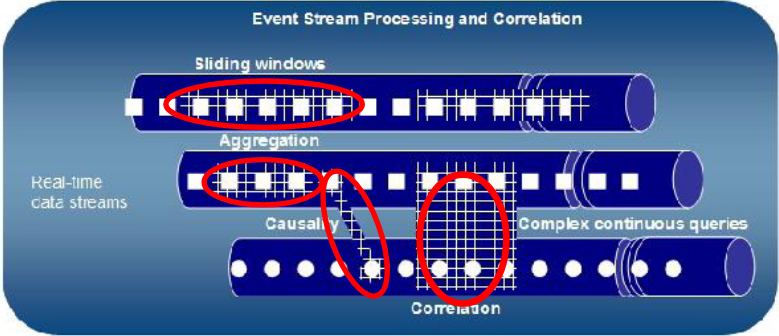 Event Stream Processing and Correlation
Sliding windows
Aggregation
Real-time
data streams
Causality
Complex continuous queries
Correlation